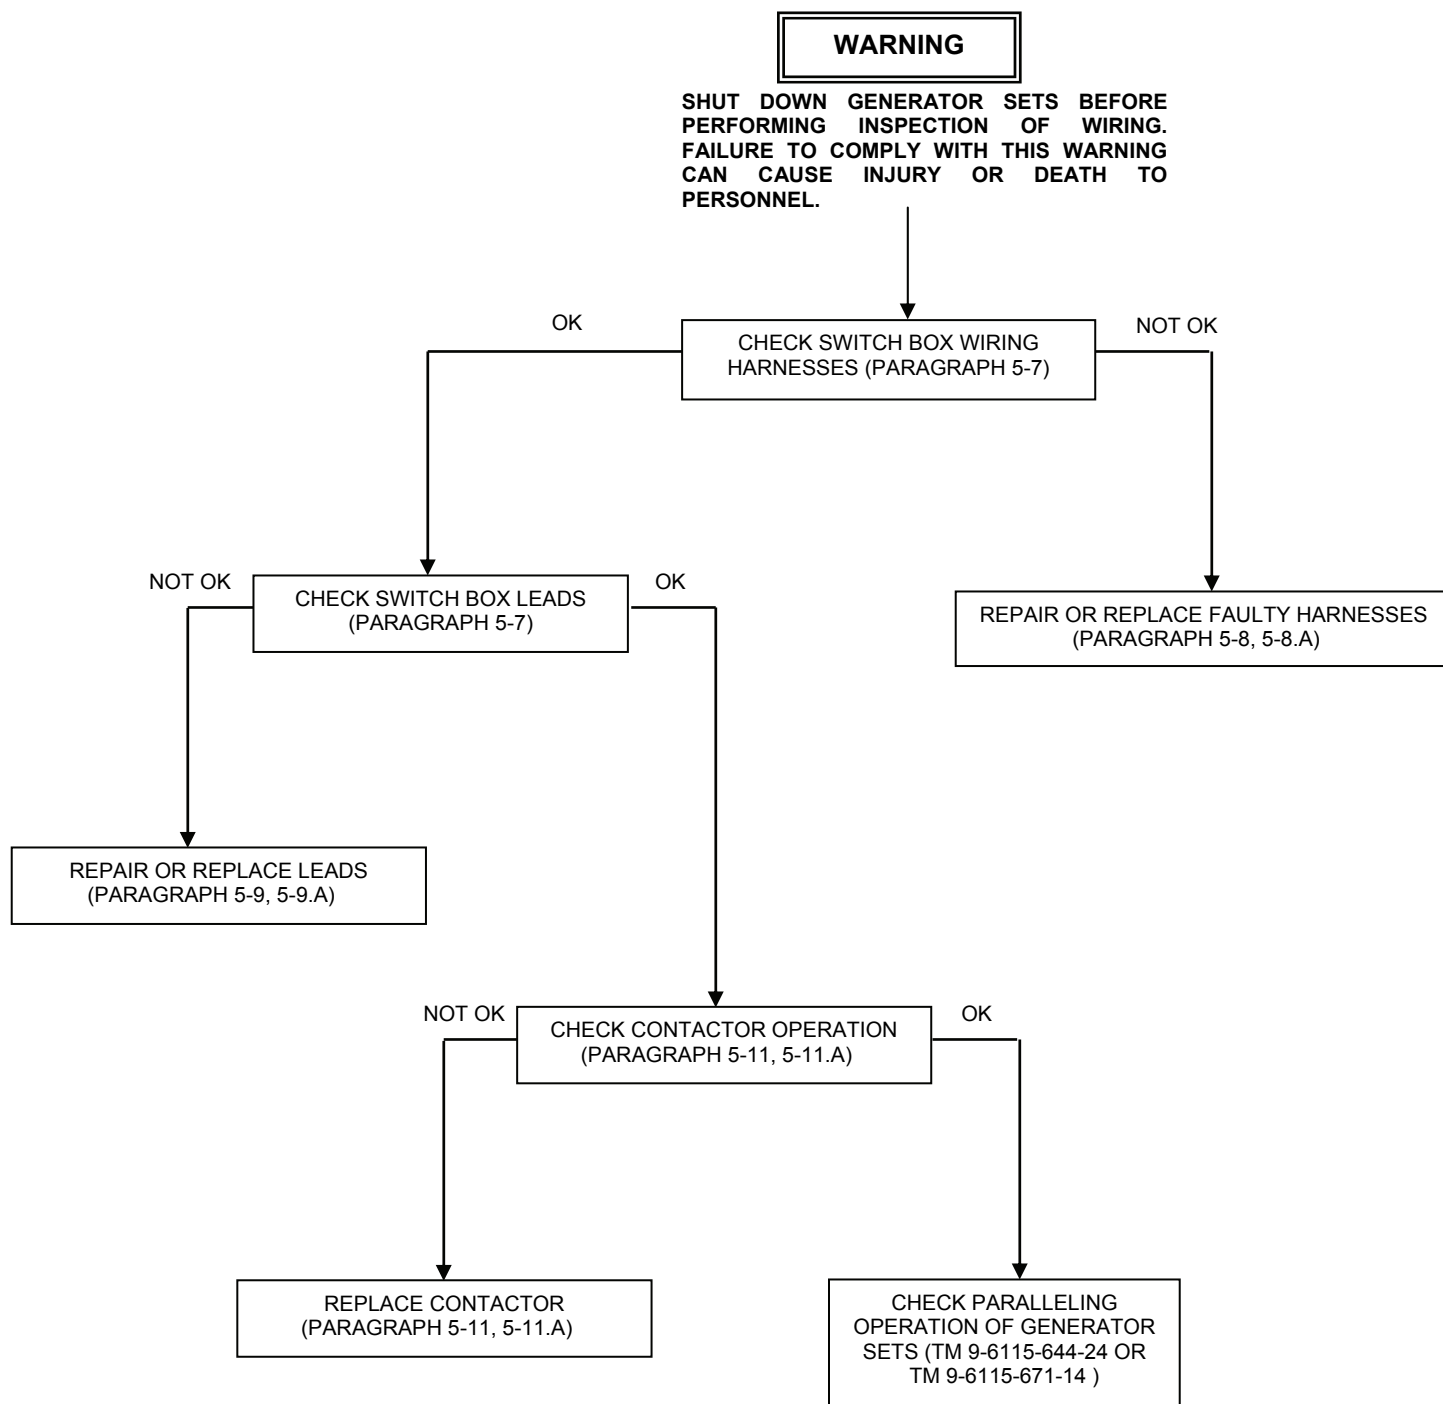 WARNING
SHUT DOWN GENERATOR SETS BEFORE
PERFORMING INSPECTION OF WIRING.
FAILURE TO COMPLY WITH THIS WARNING
CAN CAUSE INJURY OR DEATH TO
PERSONNEL.
OK
CHECK SWITCH BOX WIRING
HARNESSES (PARAGRAPH 5-7)
NOT OK
NOT OK
CHECK SWITCH BOX LEADS
(PARAGRAPH 5-7)
OK
REPAIR OR REPLACE FAULTY HARNESSES
(PARAGRAPH 5-8, 5-8.A)
REPAIR OR REPLACE LEADS
(PARAGRAPH 5-9, 5-9.A)
NOT OK
CHECK CONTACTOR OPERATION
(PARAGRAPH 5-11, 5-11.A)
OK
REPLACE CONTACTOR
(PARAGRAPH 5-11, 5-11.A)
CHECK PARALLELING
OPERATION OF GENERATOR
SETS (TM 9-6115-644-24 OR
TM 9-6115-671-14 )